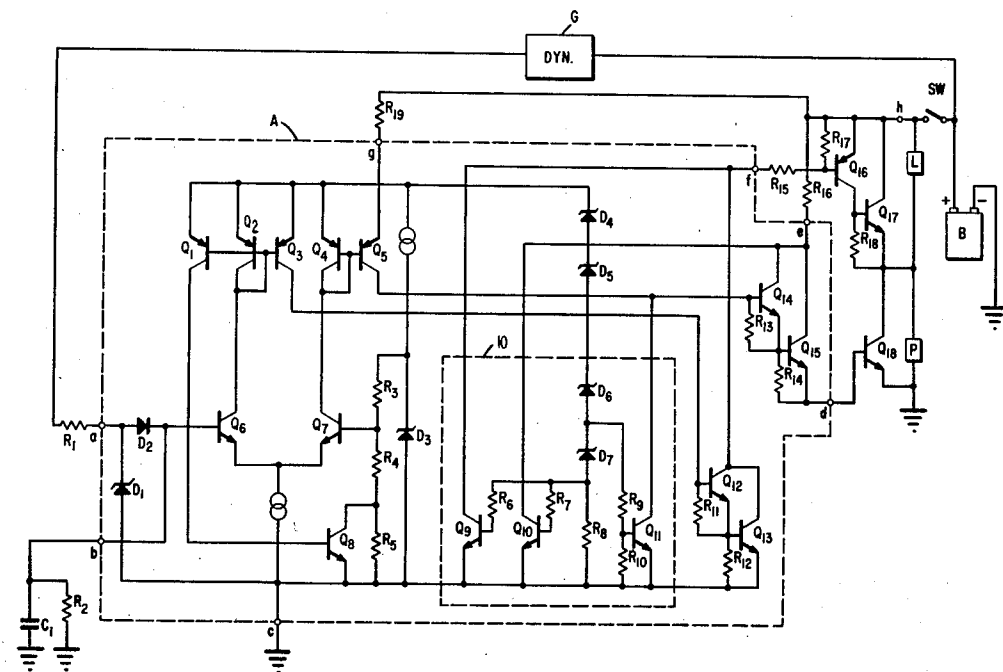 G
DYN.
SW
A
R19
g
h
R17
Q16
L
f
R15
R16
Q17
+ −
B
D4
Q1
Q2
Q3
Q4
Q5
e
R18
D5
Q14
R13
10
Q15
Q18
P
R3
D6
R14
d
R1
a
D2
Q6
Q7
D3
D7
R4
Q12
D1
R6
R7
R9
R11
b
Q8
R5
Q9
Q10
R8
Q11
Q13
R10
R12
C1
R2
c